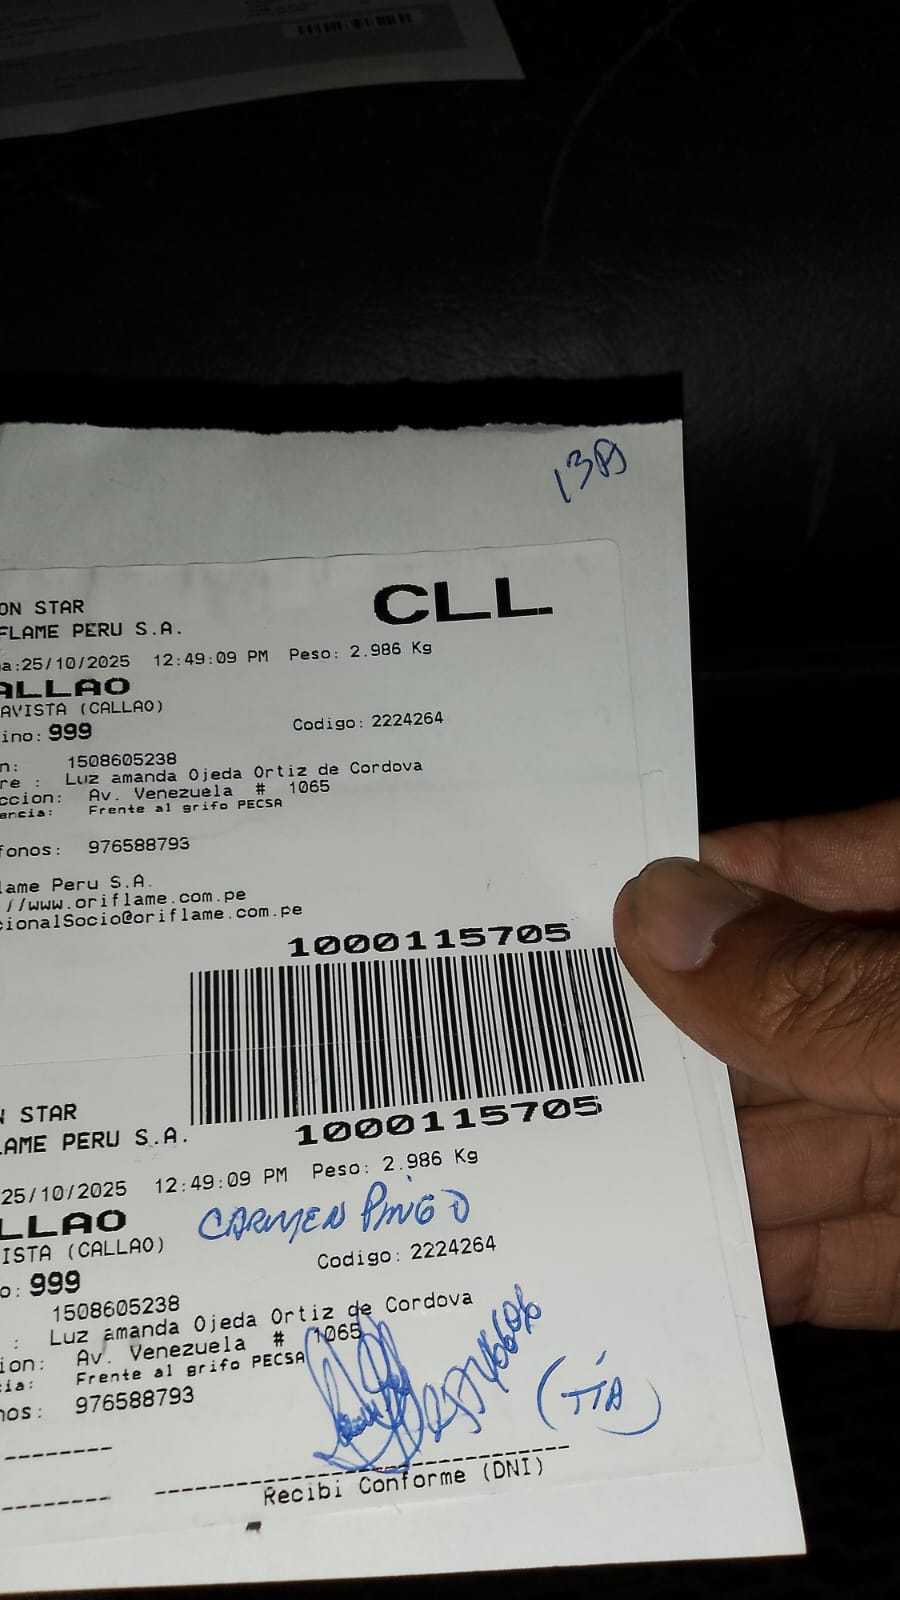 ON STAR
FLAME PERU S.A.
CLL
a:25/10/2025 12:49:09 PM Peso: 2.986 Kg
ALLAO
AVISTA (CALLAO)
ino: 999 Codigo: 2224264
n: 1508605238
re : Luz amanda Ojeda Ortiz de Cordova
ccion: Av. Venezuela # 1065
encia: Frente al grifo PECSA
fonos: 976588793
lame Peru S.A.
://www.oriflame.com.pe
cionalSocio@oriflame.com.pe
1000115705
1000115705
N STAR
LAME PERU S.A.
25/10/2025 12:49:09 PM Peso: 2.986 Kg
LLAO
CARMEN PINGO
ISTA (CALLAO)
o: 999 Codigo: 2224264
1508605238
: Luz amanda Ojeda Ortiz de Cordova
ion: Av. Venezuela # 1065
cia: Frente al grifo PECSA
nos: 976588793
(TÍA)
Recibi Conforme (DNI)